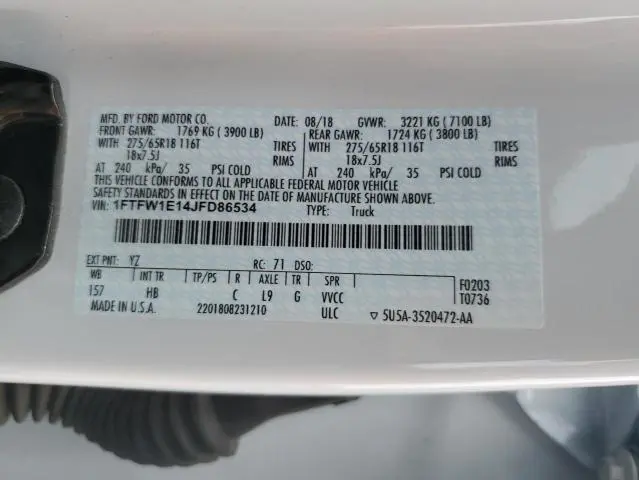 MFD. BY FORD MOTOR CO. DATE: 08/18 GVWR: 3221 KG ( 7100 LB)
FRONT GAWR: 1769 KG ( 3900 LB) REAR GAWR: 1724 KG ( 3800 LB)
WITH 275/65R18 116T TIRES WITH 275/65R18 116T TIRES
18x7.5J RIMS 18x7.5J RIMS
AT 240 kPa/ 35 PSI COLD AT 240 kPa/ 35 PSI COLD
THIS VEHICLE CONFORMS TO ALL APPLICABLE FEDERAL MOTOR VEHICLE
SAFETY STANDARDS IN EFFECT ON THE DATE OF MANUFACTURE SHOWN ABOVE.
VIN: 1FTFW1E14JFD86534 TYPE: Truck
EXT PNT: YZ RC: 71 DSO:
WB INT TR TP/PS R AXLE TR SPR F0203
157 HB C L9 G VVCC T0736
MADE IN U.S.A. 2201808231210 ULC ▽ 5U5A-3520472-AA